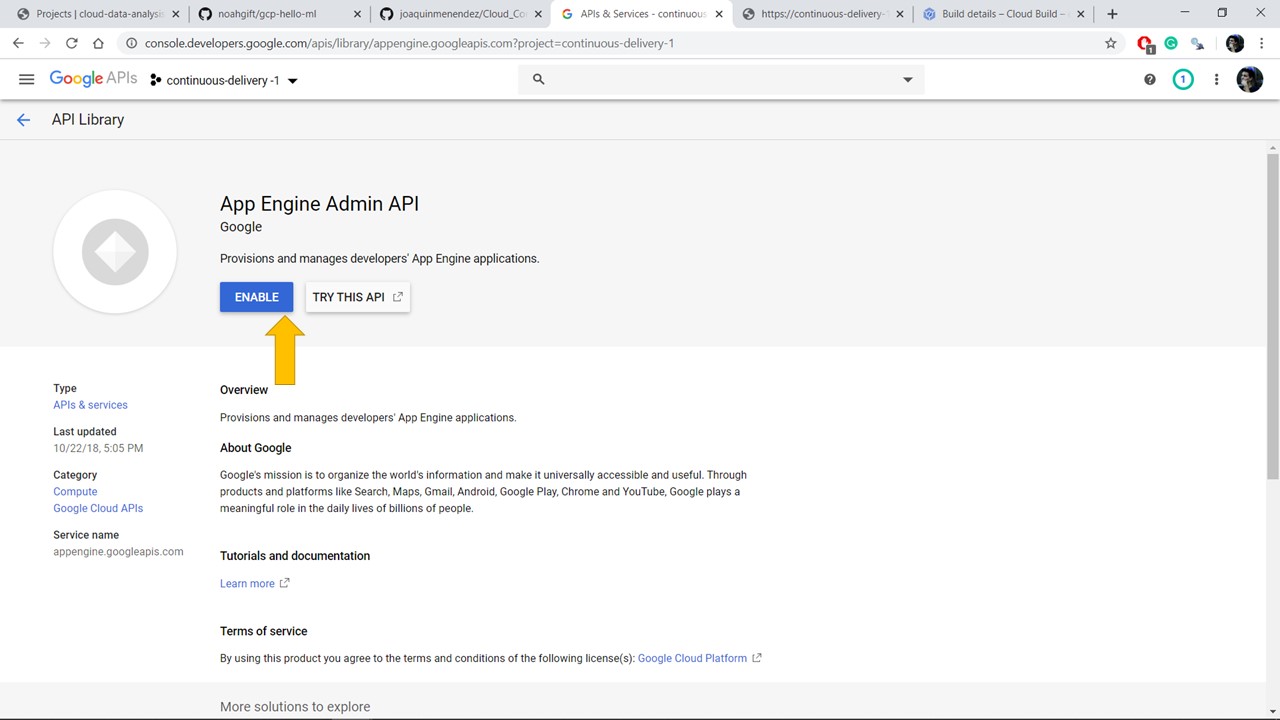 Projects | cloud-data-analysis
noahgift/gcp-hello-ml
joaquinmenendez/Cloud_Co
APIs & Services - continuous
https://continuous-delivery-
Build details – Cloud Build –
console.developers.google.com/apis/library/appengine.googleapis.com?project=continuous-delivery-1
1
Google APIs
continuous-delivery -1
1
API Library
App Engine Admin API
Google
Provisions and manages developers' App Engine applications.
ENABLE
TRY THIS API
Type
APIs & services
Last updated
10/22/18, 5:05 PM
Category
Compute
Google Cloud APIs
Service name
appengine.googleapis.com
Overview
Provisions and manages developers' App Engine applications.
About Google
Google's mission is to organize the world's information and make it universally accessible and useful. Through
products and platforms like Search, Maps, Gmail, Android, Google Play, Chrome and YouTube, Google plays a
meaningful role in the daily lives of billions of people.
Tutorials and documentation
Learn more
Terms of service
By using this product you agree to the terms and conditions of the following license(s): Google Cloud Platform
More solutions to explore